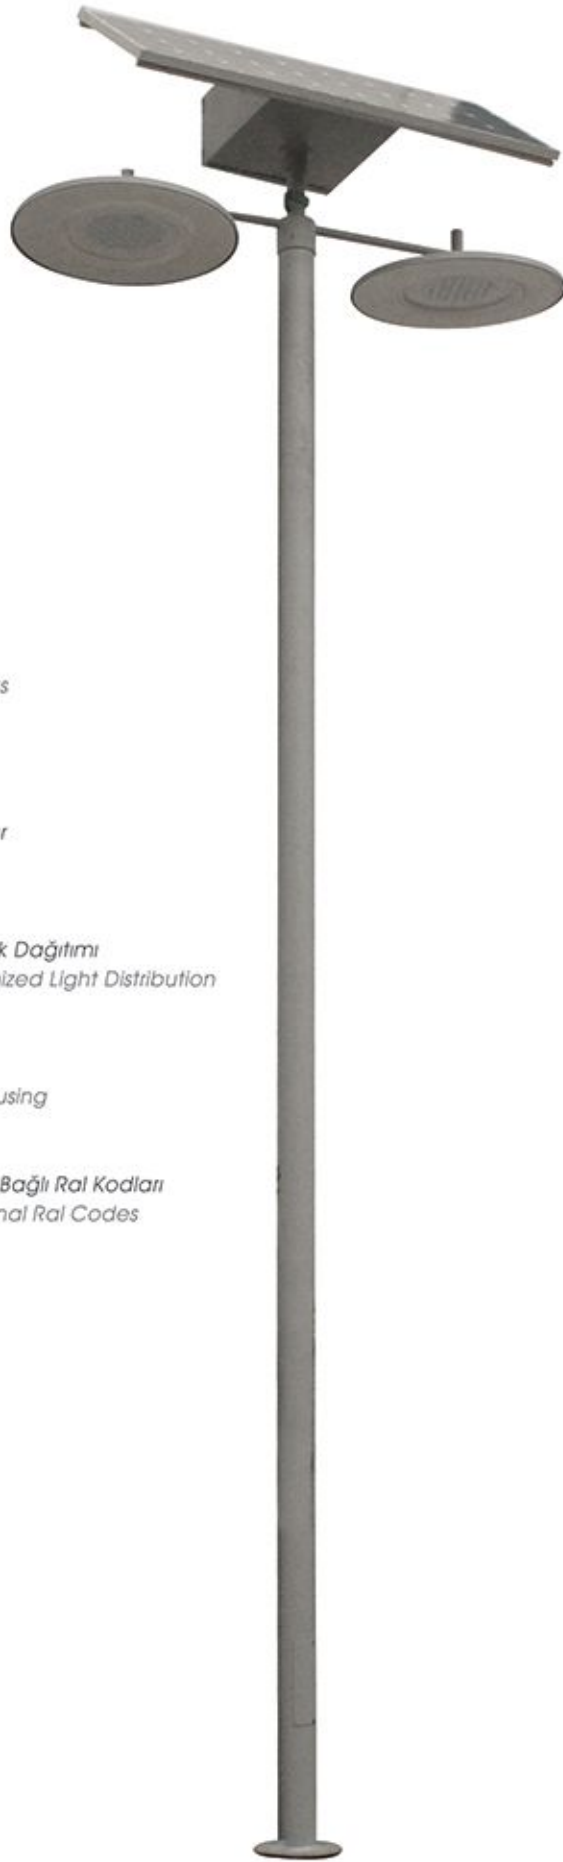 s
r
k Dağıtımı
ized Light Distribution
using
Bağlı Ral Kodları
nal Ral Codes